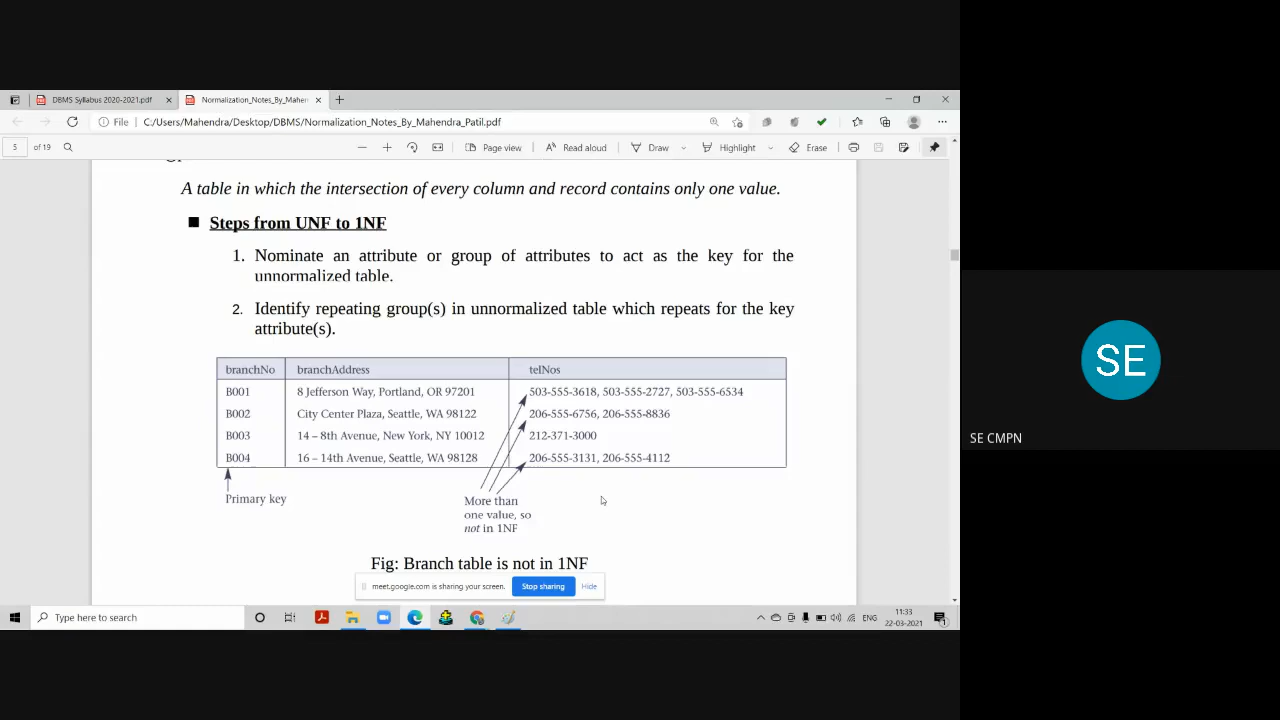 DBMS Syllabus 2020-2021.pdf
Normalization_Notes_By_Mahen
File
C:/Users/Mahendra/Desktop/DBMS/Normalization_Notes_By_Mahendra_Patil.pdf
5 of 19
Page view
Read aloud
Draw
Highlight
Erase
A table in which the intersection of every column and record contains only one value.
Steps from UNF to 1NF
1. Nominate an attribute or group of attributes to act as the key for the
unnormalized table.
2. Identify repeating group(s) in unnormalized table which repeats for the key
attribute(s).
branchNo branchAddress telNos
B001 8 Jefferson Way, Portland, OR 97201 503-555-3618, 503-555-2727, 503-555-6534
B002 City Center Plaza, Seattle, WA 98122 206-555-6756, 206-555-8836
B003 14 – 8th Avenue, New York, NY 10012 212-371-3000
B004 16 – 14th Avenue, Seattle, WA 98128 206-555-3131, 206-555-4112
Primary key
More than
one value, so
not in 1NF
Fig: Branch table is not in 1NF
meet.google.com is sharing your screen.
Stop sharing
Hide
Type here to search
ENG
11:33
22-03-2021
SE
SE CMPN